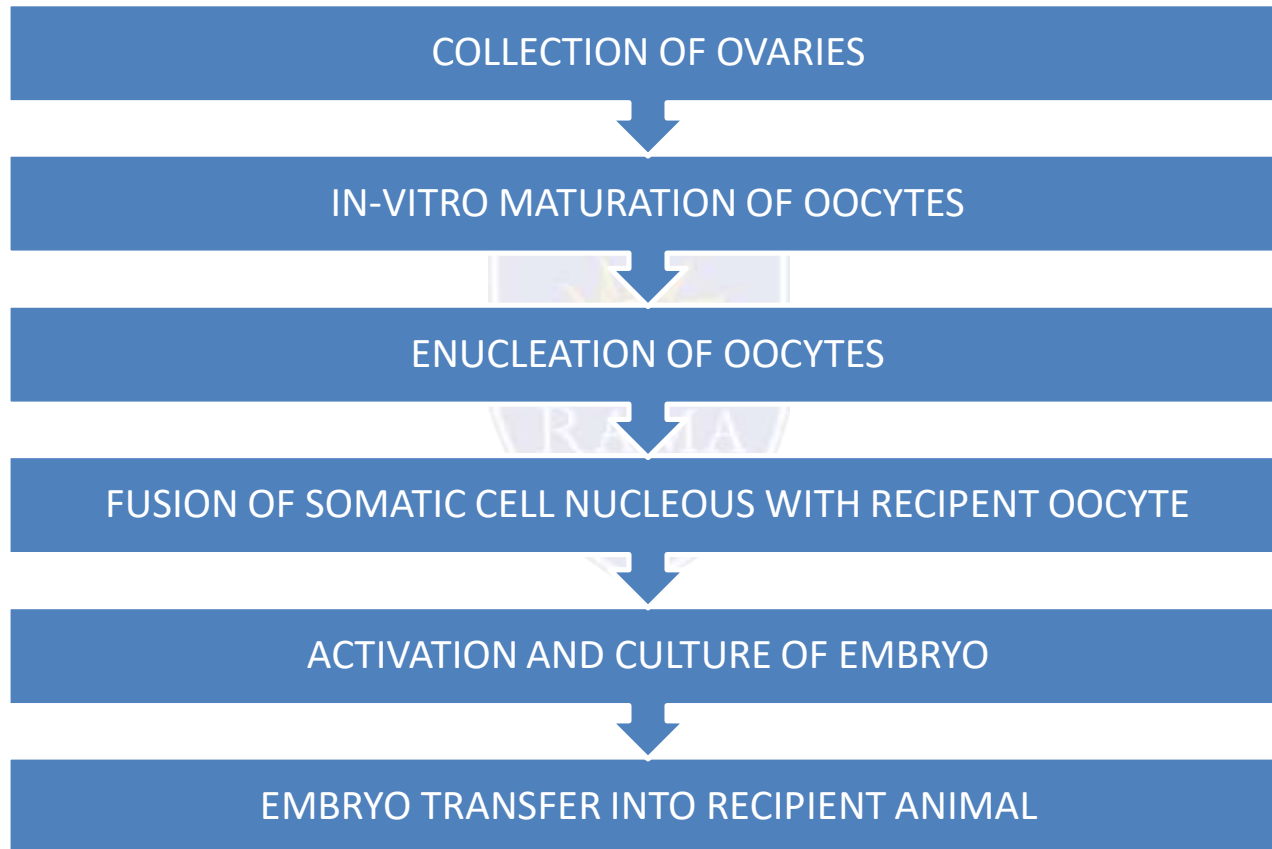 COLLECTION OF OVARIES
IN-VITRO MATURATION OF OOCYTES
ENUCLEATION OF OOCYTES
RAMA
FUSION OF SOMATIC CELL NUCLEOUS WITH RECIPENT OOCYTE
ACTIVATION AND CULTURE OF EMBRYO
EMBRYO TRANSFER INTO RECIPIENT ANIMAL